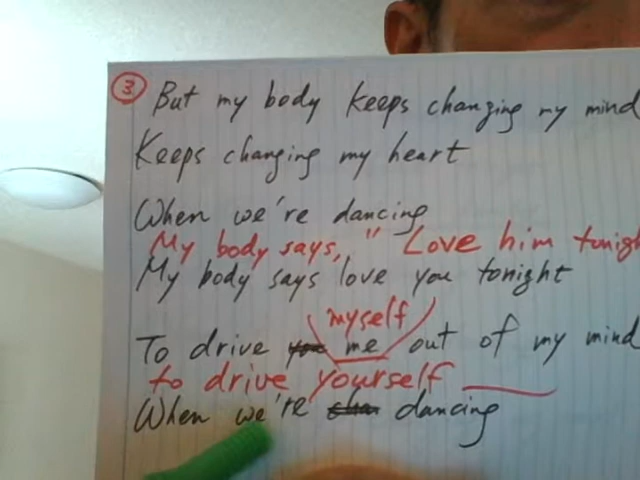 ③ But my body keeps changing my mind
Keeps changing my heart
When we're dancing
My body says, " Love him tonigh
My body says love you tonight
myself
To drive you me out of my mind
to drive yourself
When we're dancing